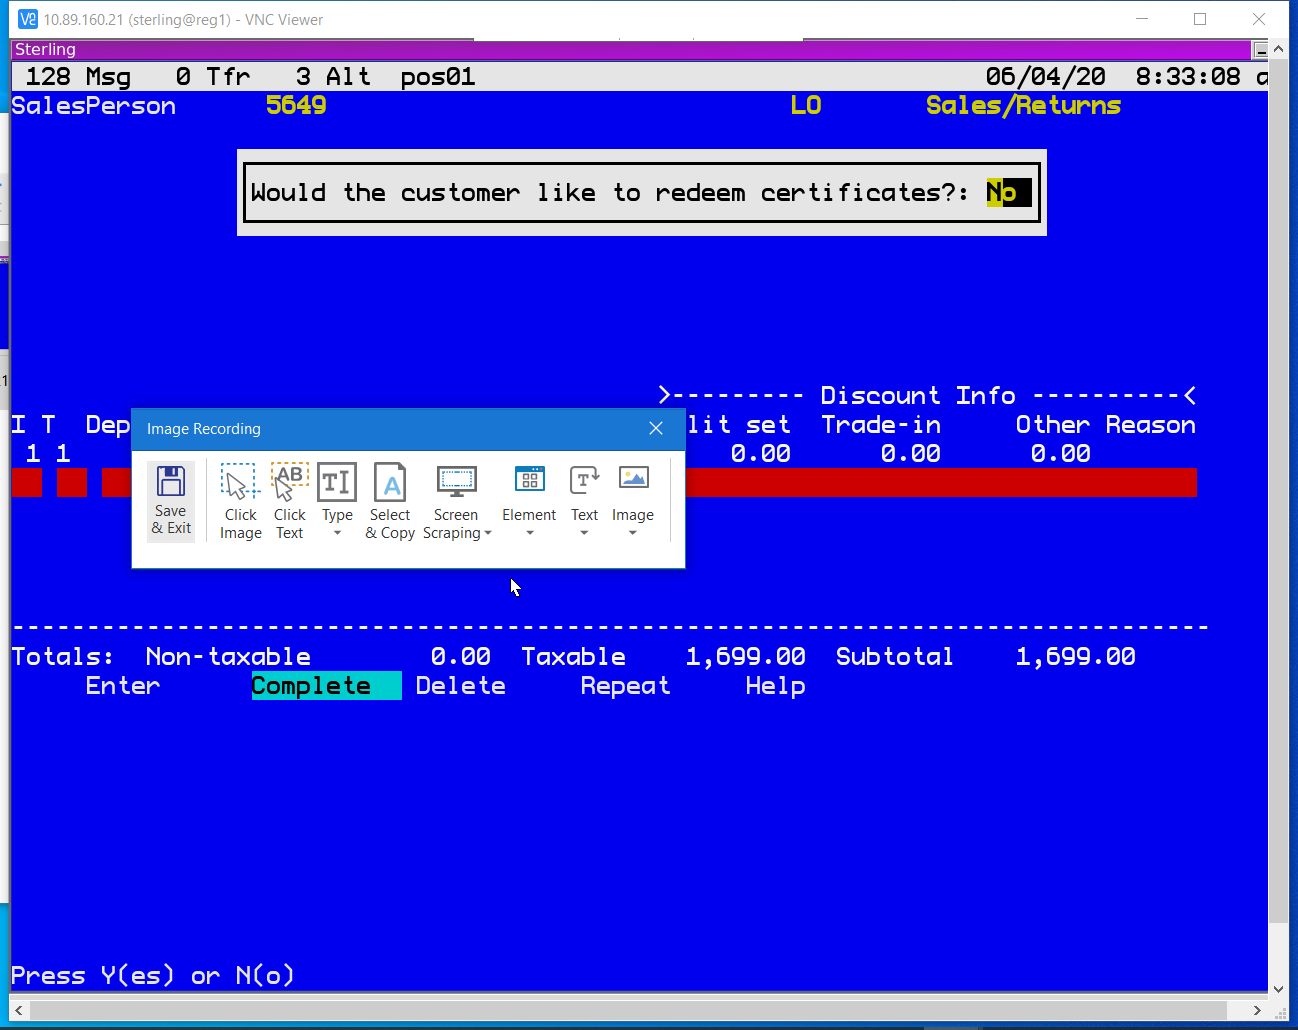 10.89.160.21 (sterling@reg1) - VNC Viewer
Sterling
128 Msg 0 Tfr 3 Alt pos01 06/04/20 8:33:08 a
SalesPerson 5649 LO Sales/Returns
Would the customer like to redeem certificates?: No
>--------- Discount Info ----------<
I T Dep lit set Trade-in Other Reason
1 1 0.00 0.00 0.00
Image Recording
Save & Exit
Click Image
Click Text
Type
Select & Copy
Screen Scraping
Element
Text
Image
--------------------------------------------------------------------------------
Totals: Non-taxable 0.00 Taxable 1,699.00 Subtotal 1,699.00
Enter Complete Delete Repeat Help
Press Y(es) or N(o)